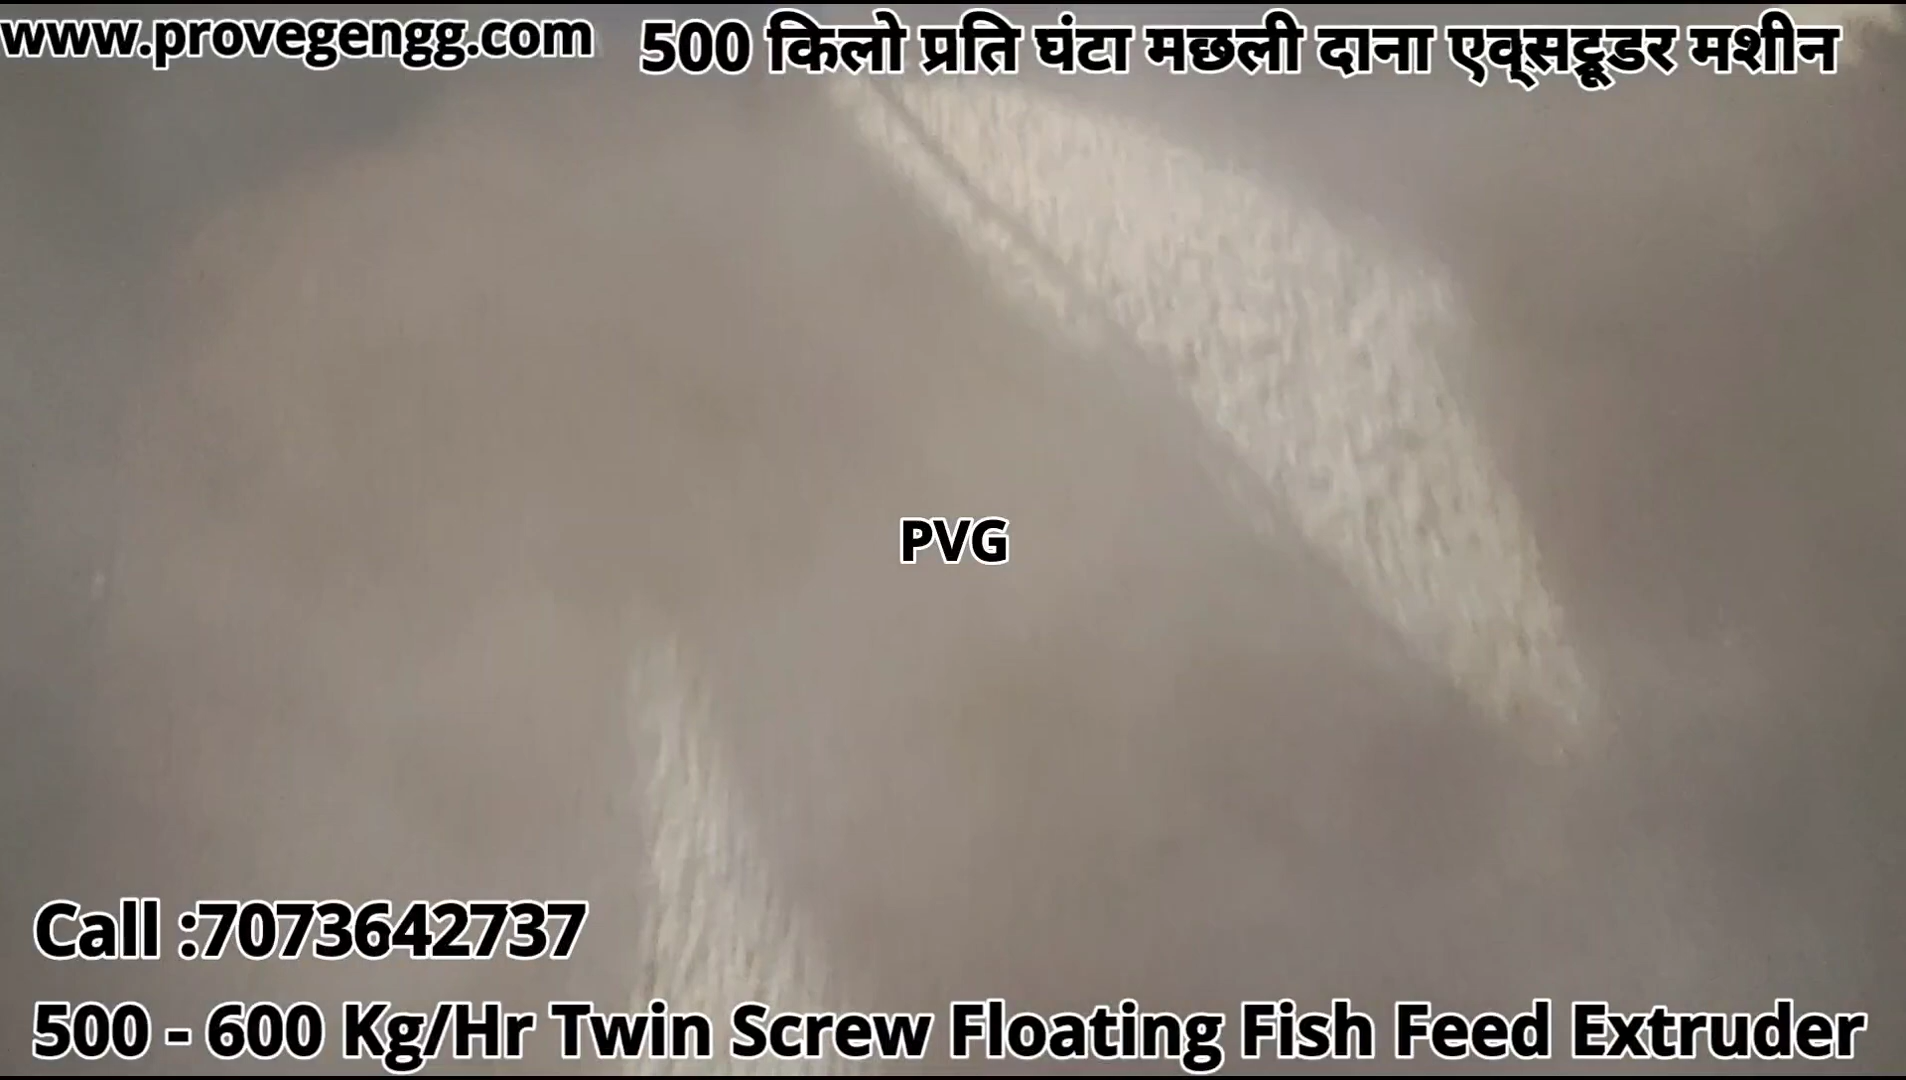 www.provegengg.com
500 किलो प्रति घंटा मछली दाना एक्सट्रूडर मशीन
PVG
Call :7073642737
500 - 600 Kg/Hr Twin Screw Floating Fish Feed Extruder